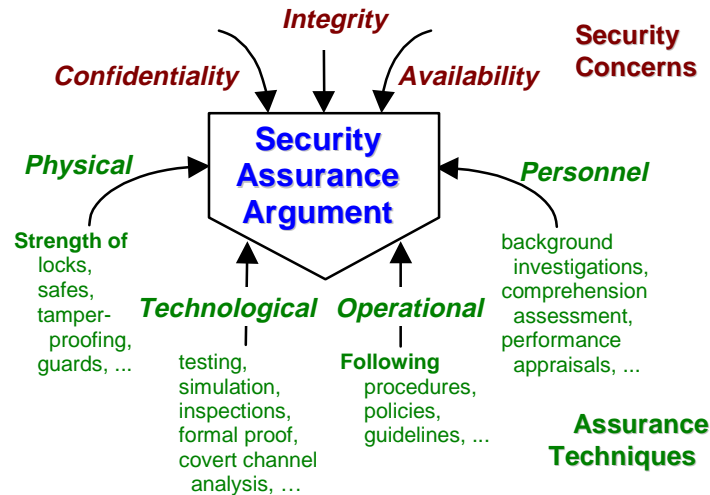 Integrity
Security
Concerns
Confidentiality
Availability
Security
Assurance
Argument
Physical
Personnel
Strength of
locks,
safes,
tamper-
proofing,
guards, ...
Technological
testing,
simulation,
inspections,
formal proof,
covert channel
analysis, …
Operational
Following
procedures,
policies,
guidelines, ...
background
investigations,
comprehension
assessment,
performance
appraisals, ...
Assurance
Techniques